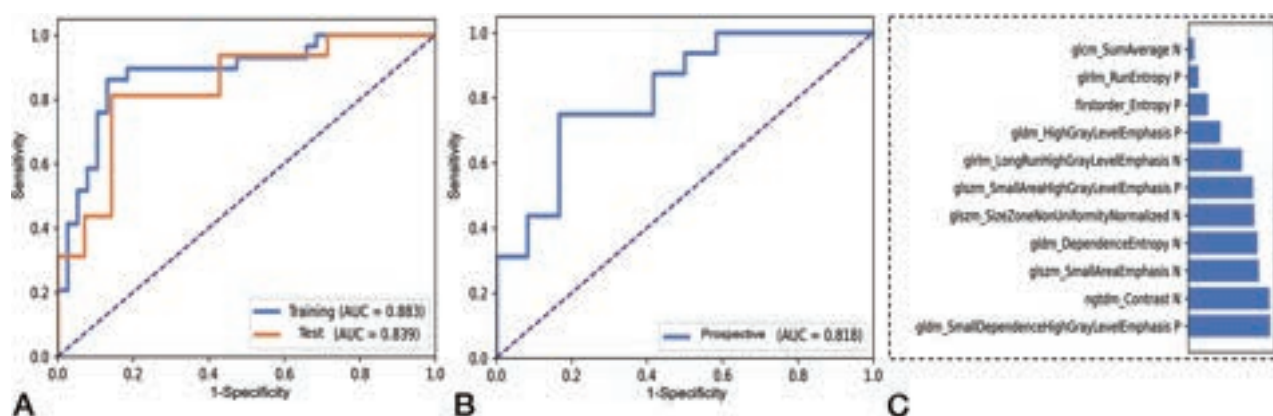 1.0
0.8
0.6
0.4
0.2
0.0
Sensitivity
0.0 0.2 0.4 0.6 0.8 1.0
1-Specificity
Training (AUC = 0.883)
Test (AUC = 0.839)
A
1.0
0.8
0.6
0.4
0.2
0.0
Sensitivity
0.0 0.2 0.4 0.6 0.8 1.0
1-Specificity
Prospective (AUC = 0.818)
B
glcm_SumAverage N
glrlm_RunEntropy P
firstorder_Entropy P
gldm_HighGrayLevelEmphasis P
glrlm_LongRunHighGrayLevelEmphasis N
glszm_SmallAreaHighGrayLevelEmphasis P
glszm_SizeZoneNonUniformityNormalized N
gldm_DependenceEntropy N
glszm_SmallAreaEmphasis N
ngtdm_Contrast N
gldm_SmallDependenceHighGrayLevelEmphasis P
C